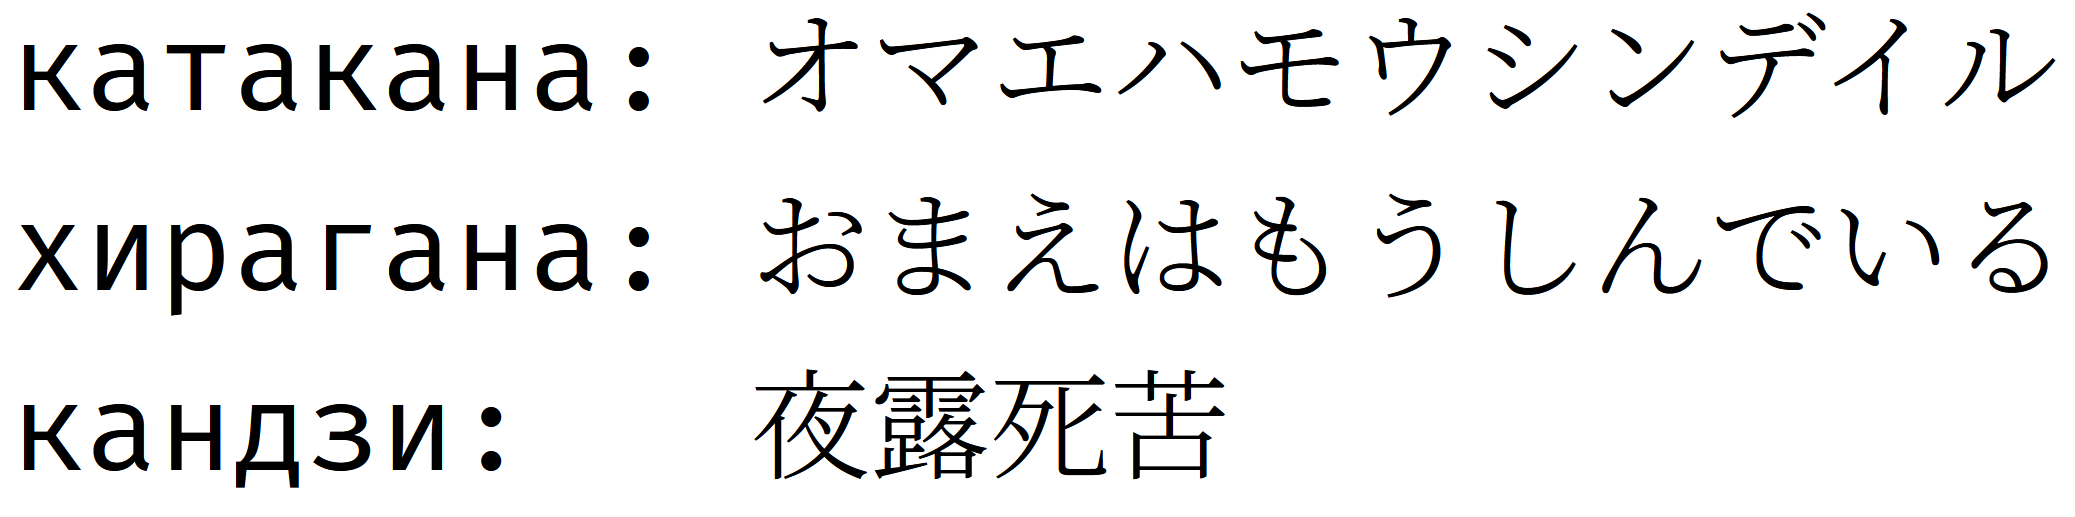 катакана: オマエハモウシンデイル
хирагана: おまえはもうしんでいる
кандзи: 夜露死苦